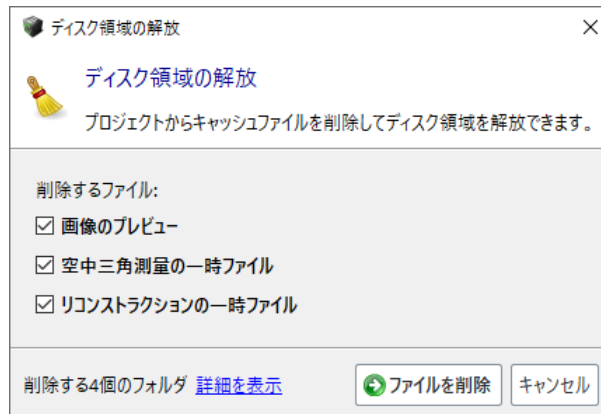 ディスク領域の解放
ディスク領域の解放
プロジェクトからキャッシュファイルを削除してディスク領域を解放できます。
削除するファイル:
画像のプレビュー
空中三角測量の一時ファイル
リコンストラクションの一時ファイル
削除する4個のフォルダ 詳細を表示 ファイルを削除 キャンセル